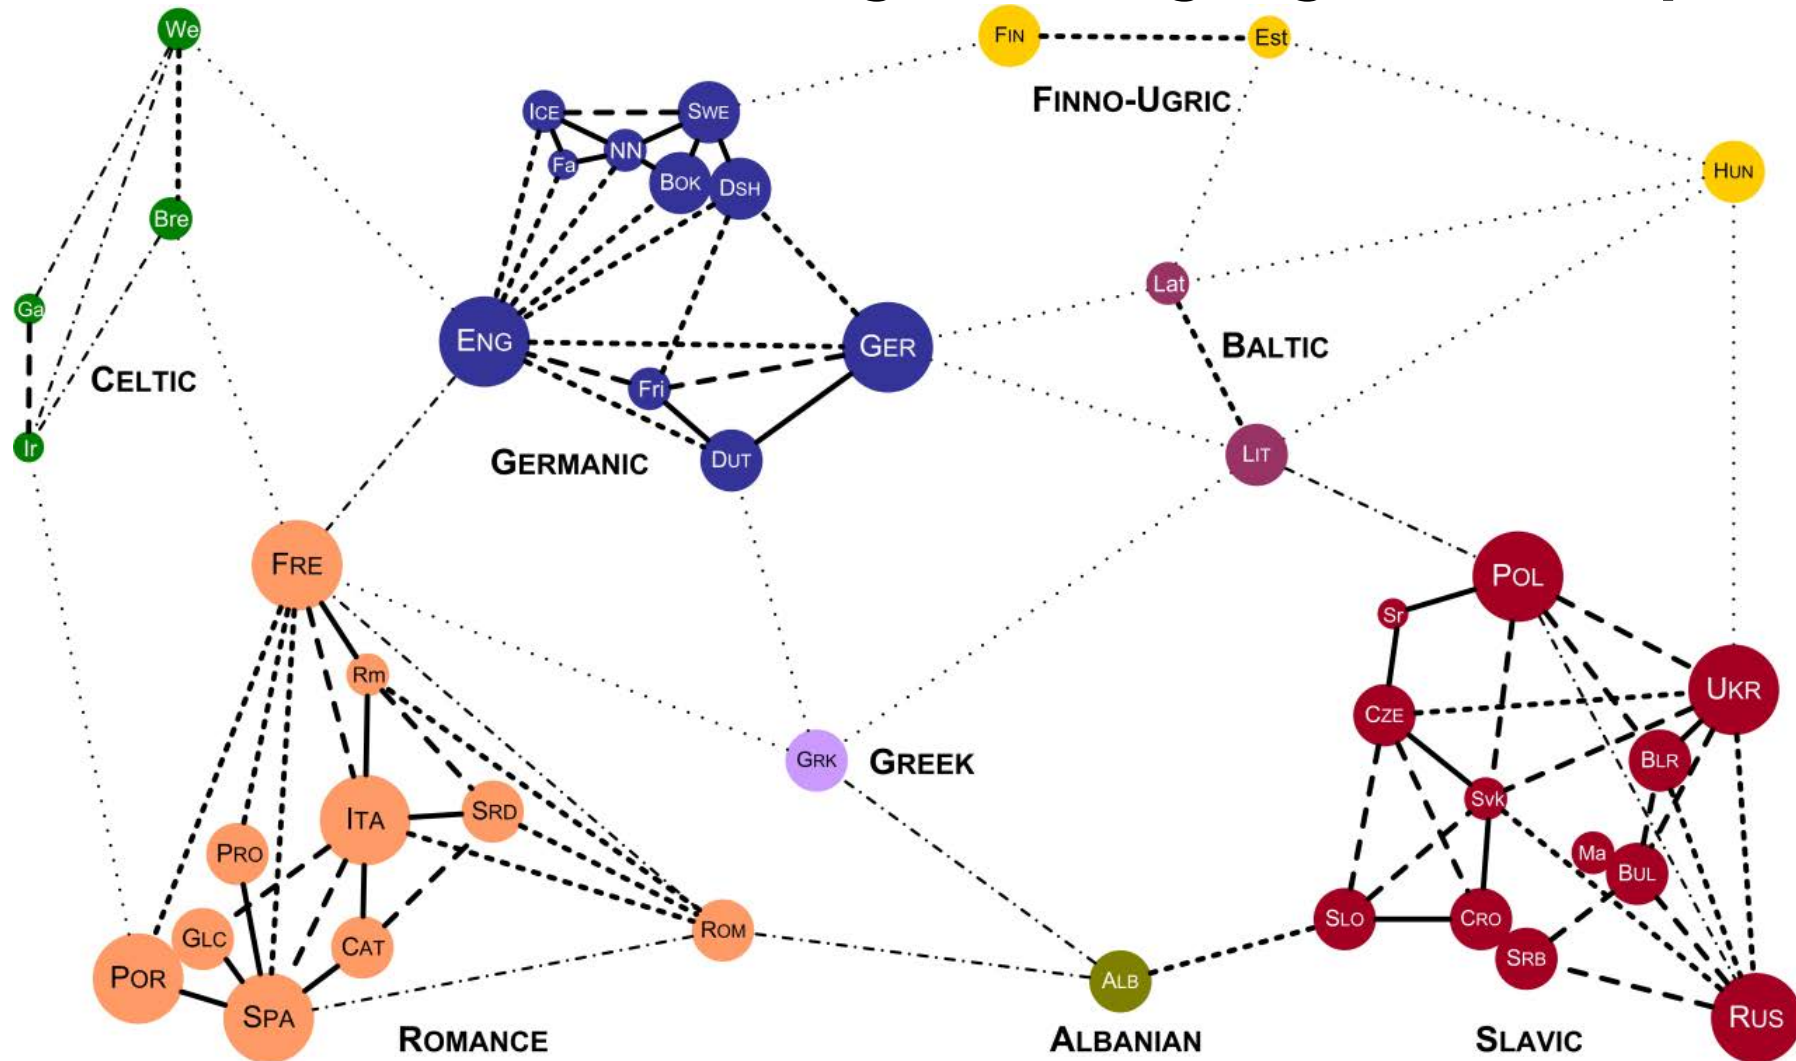 We
FIN
Est
FINNO-UGRIC
ICE
SWE
NN
Fa
BOK
DSH
HUN
Bre
Ga
Lat
ENG
GER
BALTIC
CELTIC
Fri
Ir
GERMANIC
DUT
LIT
FRE
POL
Sr
Rm
UKR
CZE
GRK
GREEK
BLR
Svk
ITA
SRD
PRO
Ma
BUL
GLC
CAT
ROM
SLO
CRO
SRB
POR
ALB
SPA
RUS
ROMANCE
ALBANIAN
SLAVIC